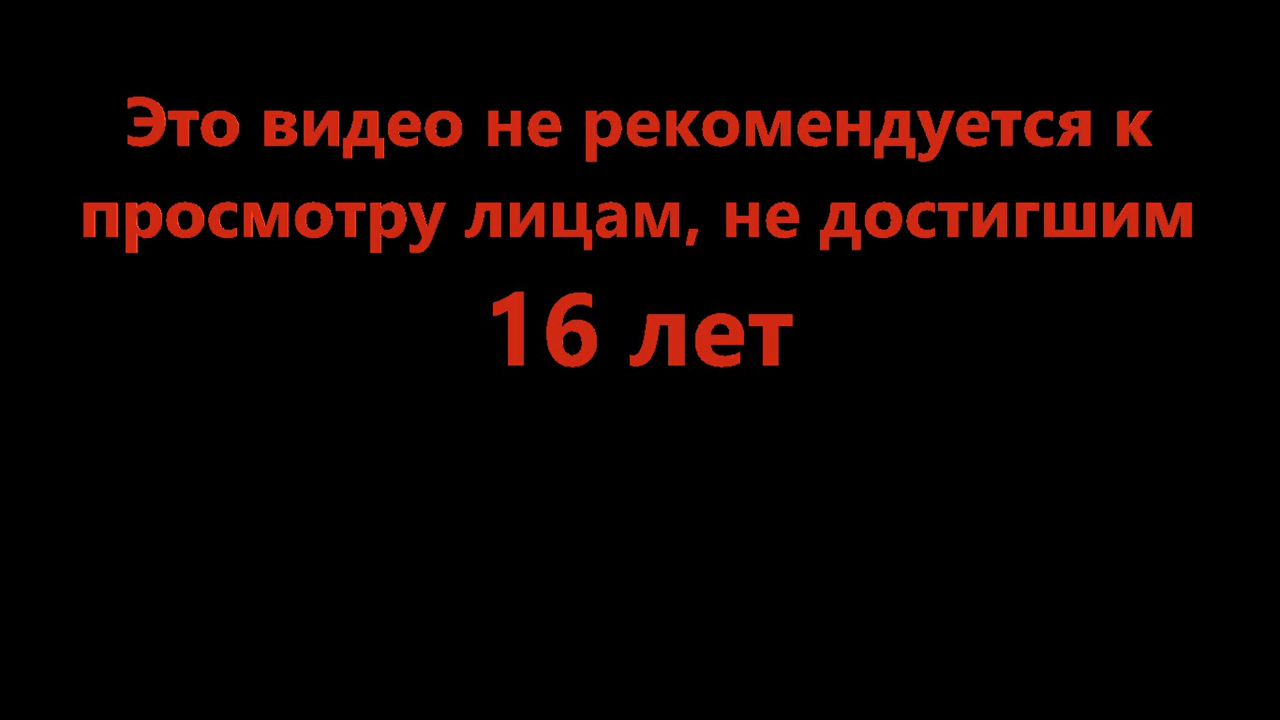 Это видео не рекомендуется к
просмотру лицам, не достигшим
16 лет